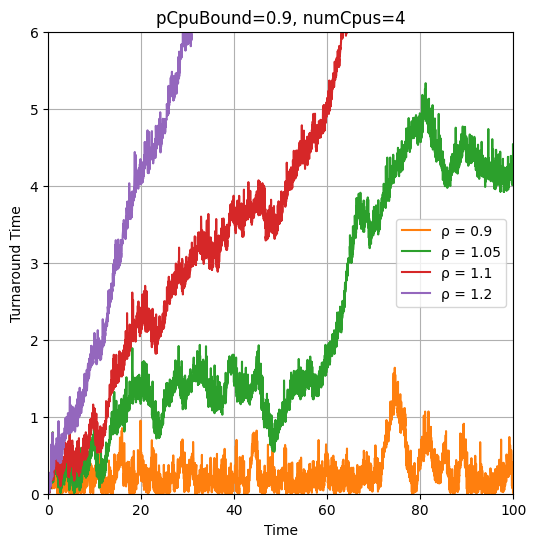 pCpuBound=0.9, numCpus=4
6
5
4
3
2
1
0
Turnaround Time
ρ = 0.9
ρ = 1.05
ρ = 1.1
ρ = 1.2
0 20 40 60 80 100
Time